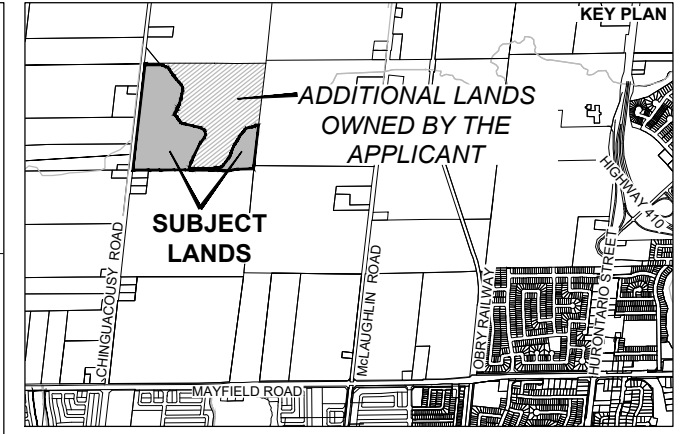 KEY PLAN
ADDITIONAL LANDS
OWNED BY THE
APPLICANT
SUBJECT
LANDS
HIGHWAY 410
CHINGUACOUSY ROAD
McLAUGHLIN ROAD
OBRY RAILWAY
HURONTARIO STREET
MAYFIELD ROAD